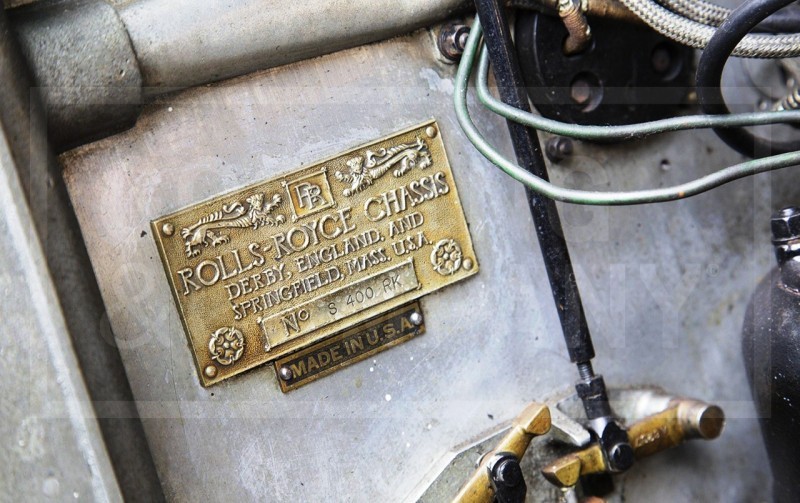 RR
ROLLS-ROYCE CHASSIS
DERBY, ENGLAND, AND
SPRINGFIELD, MASS. U.S.A.
No S 400 RK
MADE IN U.S.A.